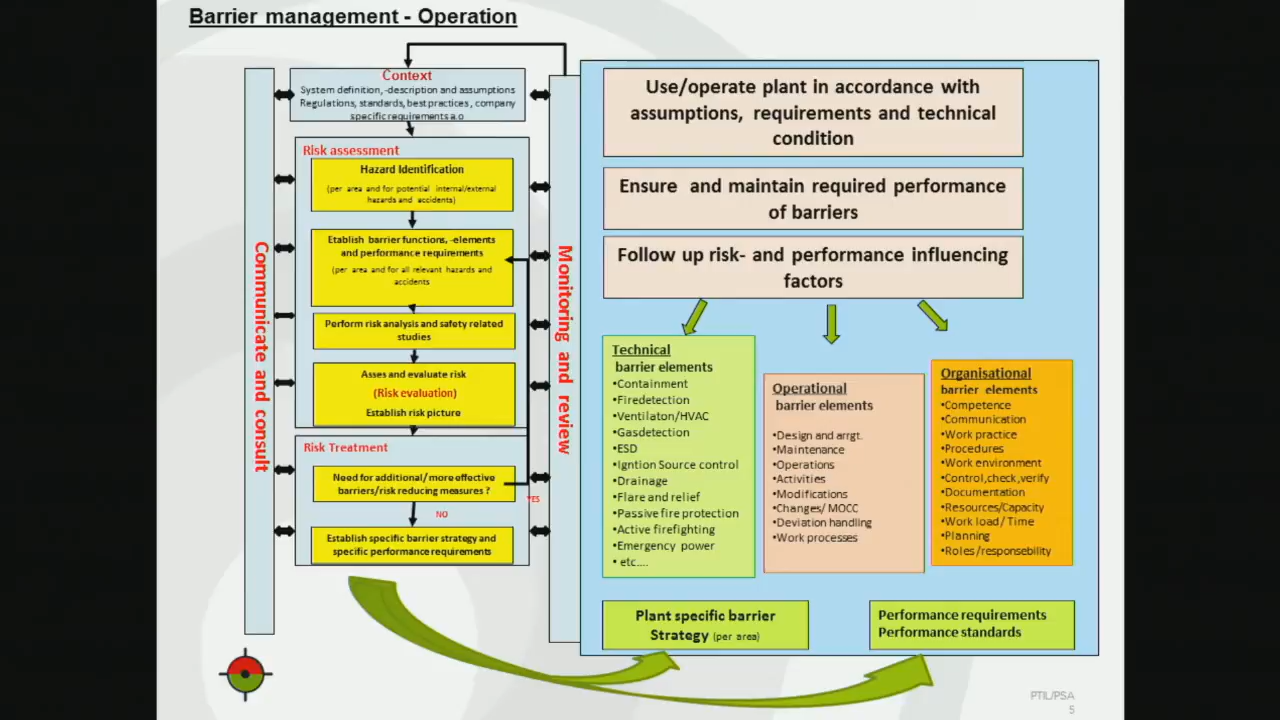 Barrier management - Operation
Context
System definition, -description and assumptions
Regulations, standards, best practices , company
specific requirements a.o
Risk assessment
Hazard Identification
(per area and for potential internal/external
hazards and accidents)
Etablish barrier functions, -elements
and performance requirements
(per area and for all relevant hazards and
accidents
Perform risk analysis and safety related
studies
Asses and evaluate risk
(Risk evaluation)
Establish risk picture
Risk Treatment
Need for additional/ more effective
barriers/risk reducing measures ?
YES
NO
Establish specific barrier strategy and
specific performance requirements
Communicate and consult
Monitoring and review
Use/operate plant in accordance with
assumptions, requirements and technical
condition
Ensure and maintain required performance
of barriers
Follow up risk- and performance influencing
factors
Technical
barrier elements
•Containment
•Firedetection
•Ventilaton/HVAC
•Gasdetection
•ESD
•Igntion Source control
•Drainage
•Flare and relief
•Passive fire protection
•Active firefighting
•Emergency power
• etc....
Operational
barrier elements
•Design and arrgt.
•Maintenance
•Operations
•Activities
•Modifications
•Changes/ MOCC
•Deviation handling
•Work processes
Organisational
barrier elements
•Competence
•Communication
•Work practice
•Procedures
•Work environment
•Control,check,verify
•Documentation
•Resources/Capacity
•Work load/ Time
•Planning
•Roles/responsebility
Plant specific barrier
Strategy (per area)
Performance requirements
Performance standards
PTIL/PSA
5